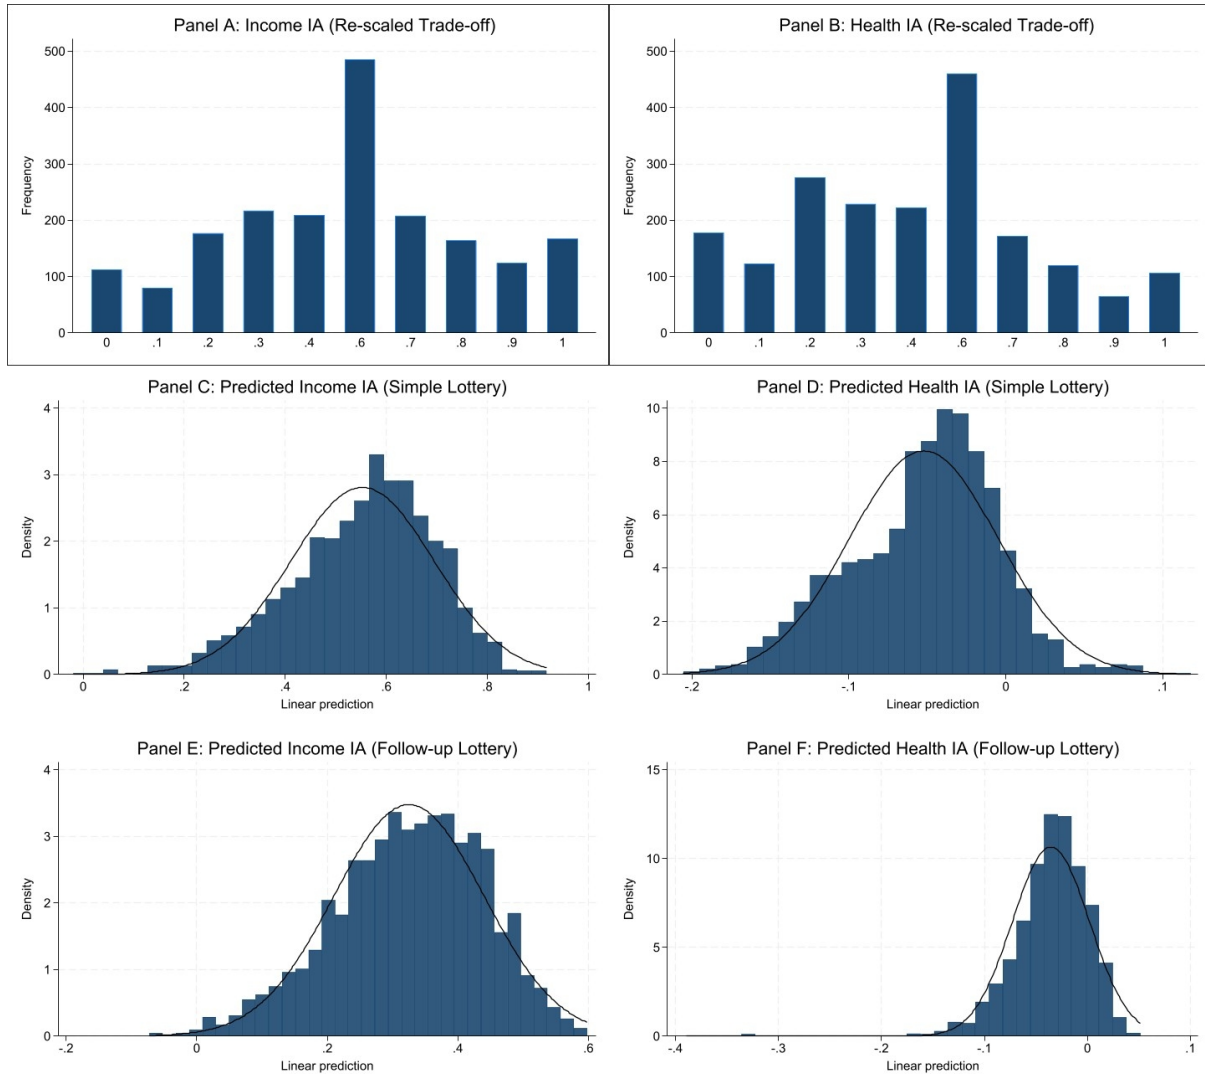 Panel A: Income IA (Re-scaled Trade-off)
500
400
300
200
100
0
Frequency
0 .1 .2 .3 .4 .6 .7 .8 .9 1
Panel B: Health IA (Re-scaled Trade-off)
500
400
300
200
100
0
Frequency
0 .1 .2 .3 .4 .6 .7 .8 .9 1
Panel C: Predicted Income IA (Simple Lottery)
4
3
2
1
0
Density
0 .2 .4 .6 .8 1
Linear prediction
Panel D: Predicted Health IA (Simple Lottery)
10
8
6
4
2
0
Density
-.2 -.1 0 .1
Linear prediction
Panel E: Predicted Income IA (Follow-up Lottery)
4
3
2
1
0
Density
-.2 0 .2 .4 .6
Linear prediction
Panel F: Predicted Health IA (Follow-up Lottery)
15
10
5
0
Density
-.4 -.3 -.2 -.1 0 .1
Linear prediction